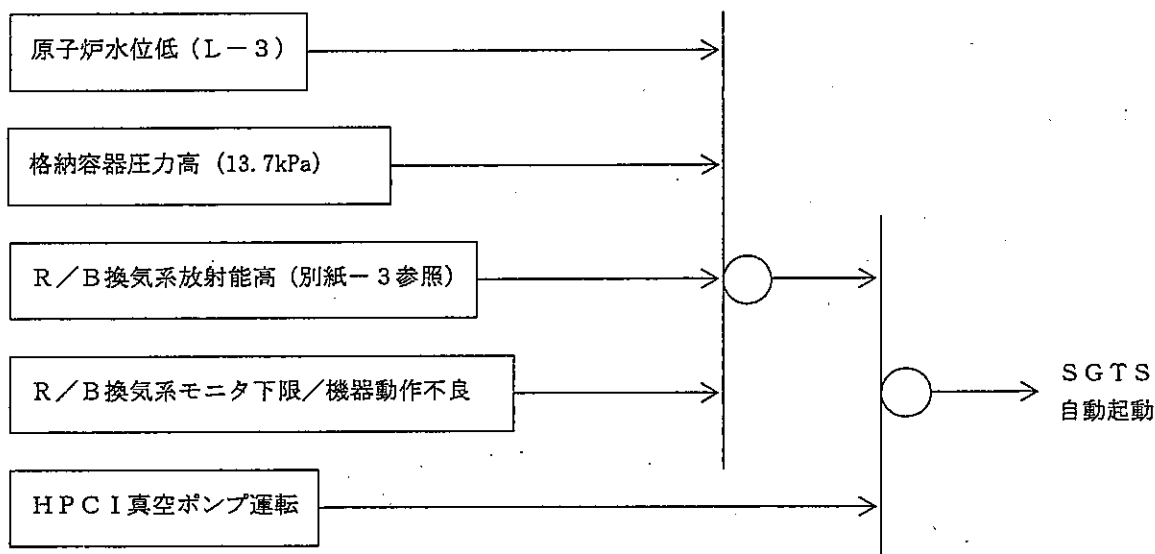 原子炉水位低（Ｌ－３）
格納容器圧力高（13.7kPa）
Ｒ／Ｂ換気系放射能高（別紙－３参照）
Ｒ／Ｂ換気系モニタ下限／機器動作不良
ＨＰＣＩ真空ポンプ運転
ＳＧＴＳ
自動起動